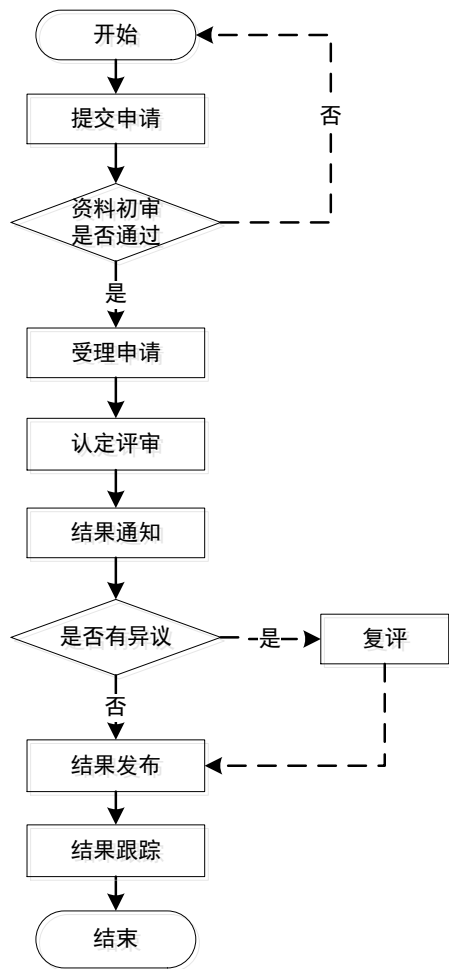 开始
提交申请
否
资料初审
是否通过
是
受理申请
认定评审
结果通知
是否有异议
是
复评
否
结果发布
结果跟踪
结束